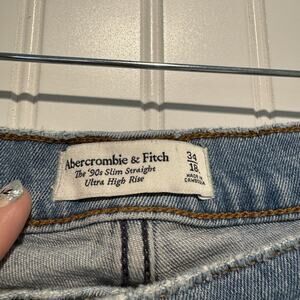 Abercrombie & Fitch
The '90s Slim Straight
Ultra High Rise
34
18
MADE IN
CAMBODIA